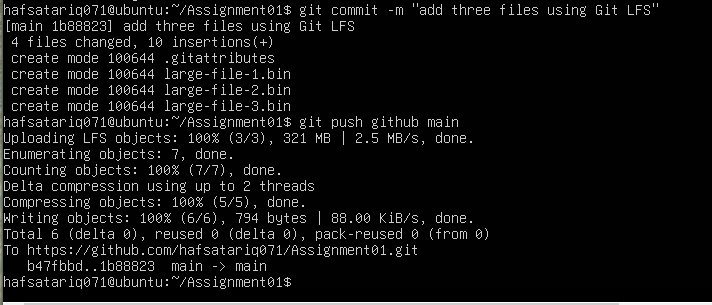 hafsatariq071@ubuntu:~/Assignment01$ git commit -m "add three files using Git LFS"
[main 1b88823] add three files using Git LFS
 4 files changed, 10 insertions(+)
 create mode 100644 .gitattributes
 create mode 100644 large-file-1.bin
 create mode 100644 large-file-2.bin
 create mode 100644 large-file-3.bin
hafsatariq071@ubuntu:~/Assignment01$ git push github main
Uploading LFS objects: 100% (3/3), 321 MB | 2.5 MB/s, done.
Enumerating objects: 7, done.
Counting objects: 100% (7/7), done.
Delta compression using up to 2 threads
Compressing objects: 100% (5/5), done.
Writing objects: 100% (6/6), 794 bytes | 88.00 KiB/s, done.
Total 6 (delta 0), reused 0 (delta 0), pack-reused 0 (from 0)
To https://github.com/hafsatariq071/Assignment01.git
   b47fbbd..1b88823  main -> main
hafsatariq071@ubuntu:~/Assignment01$